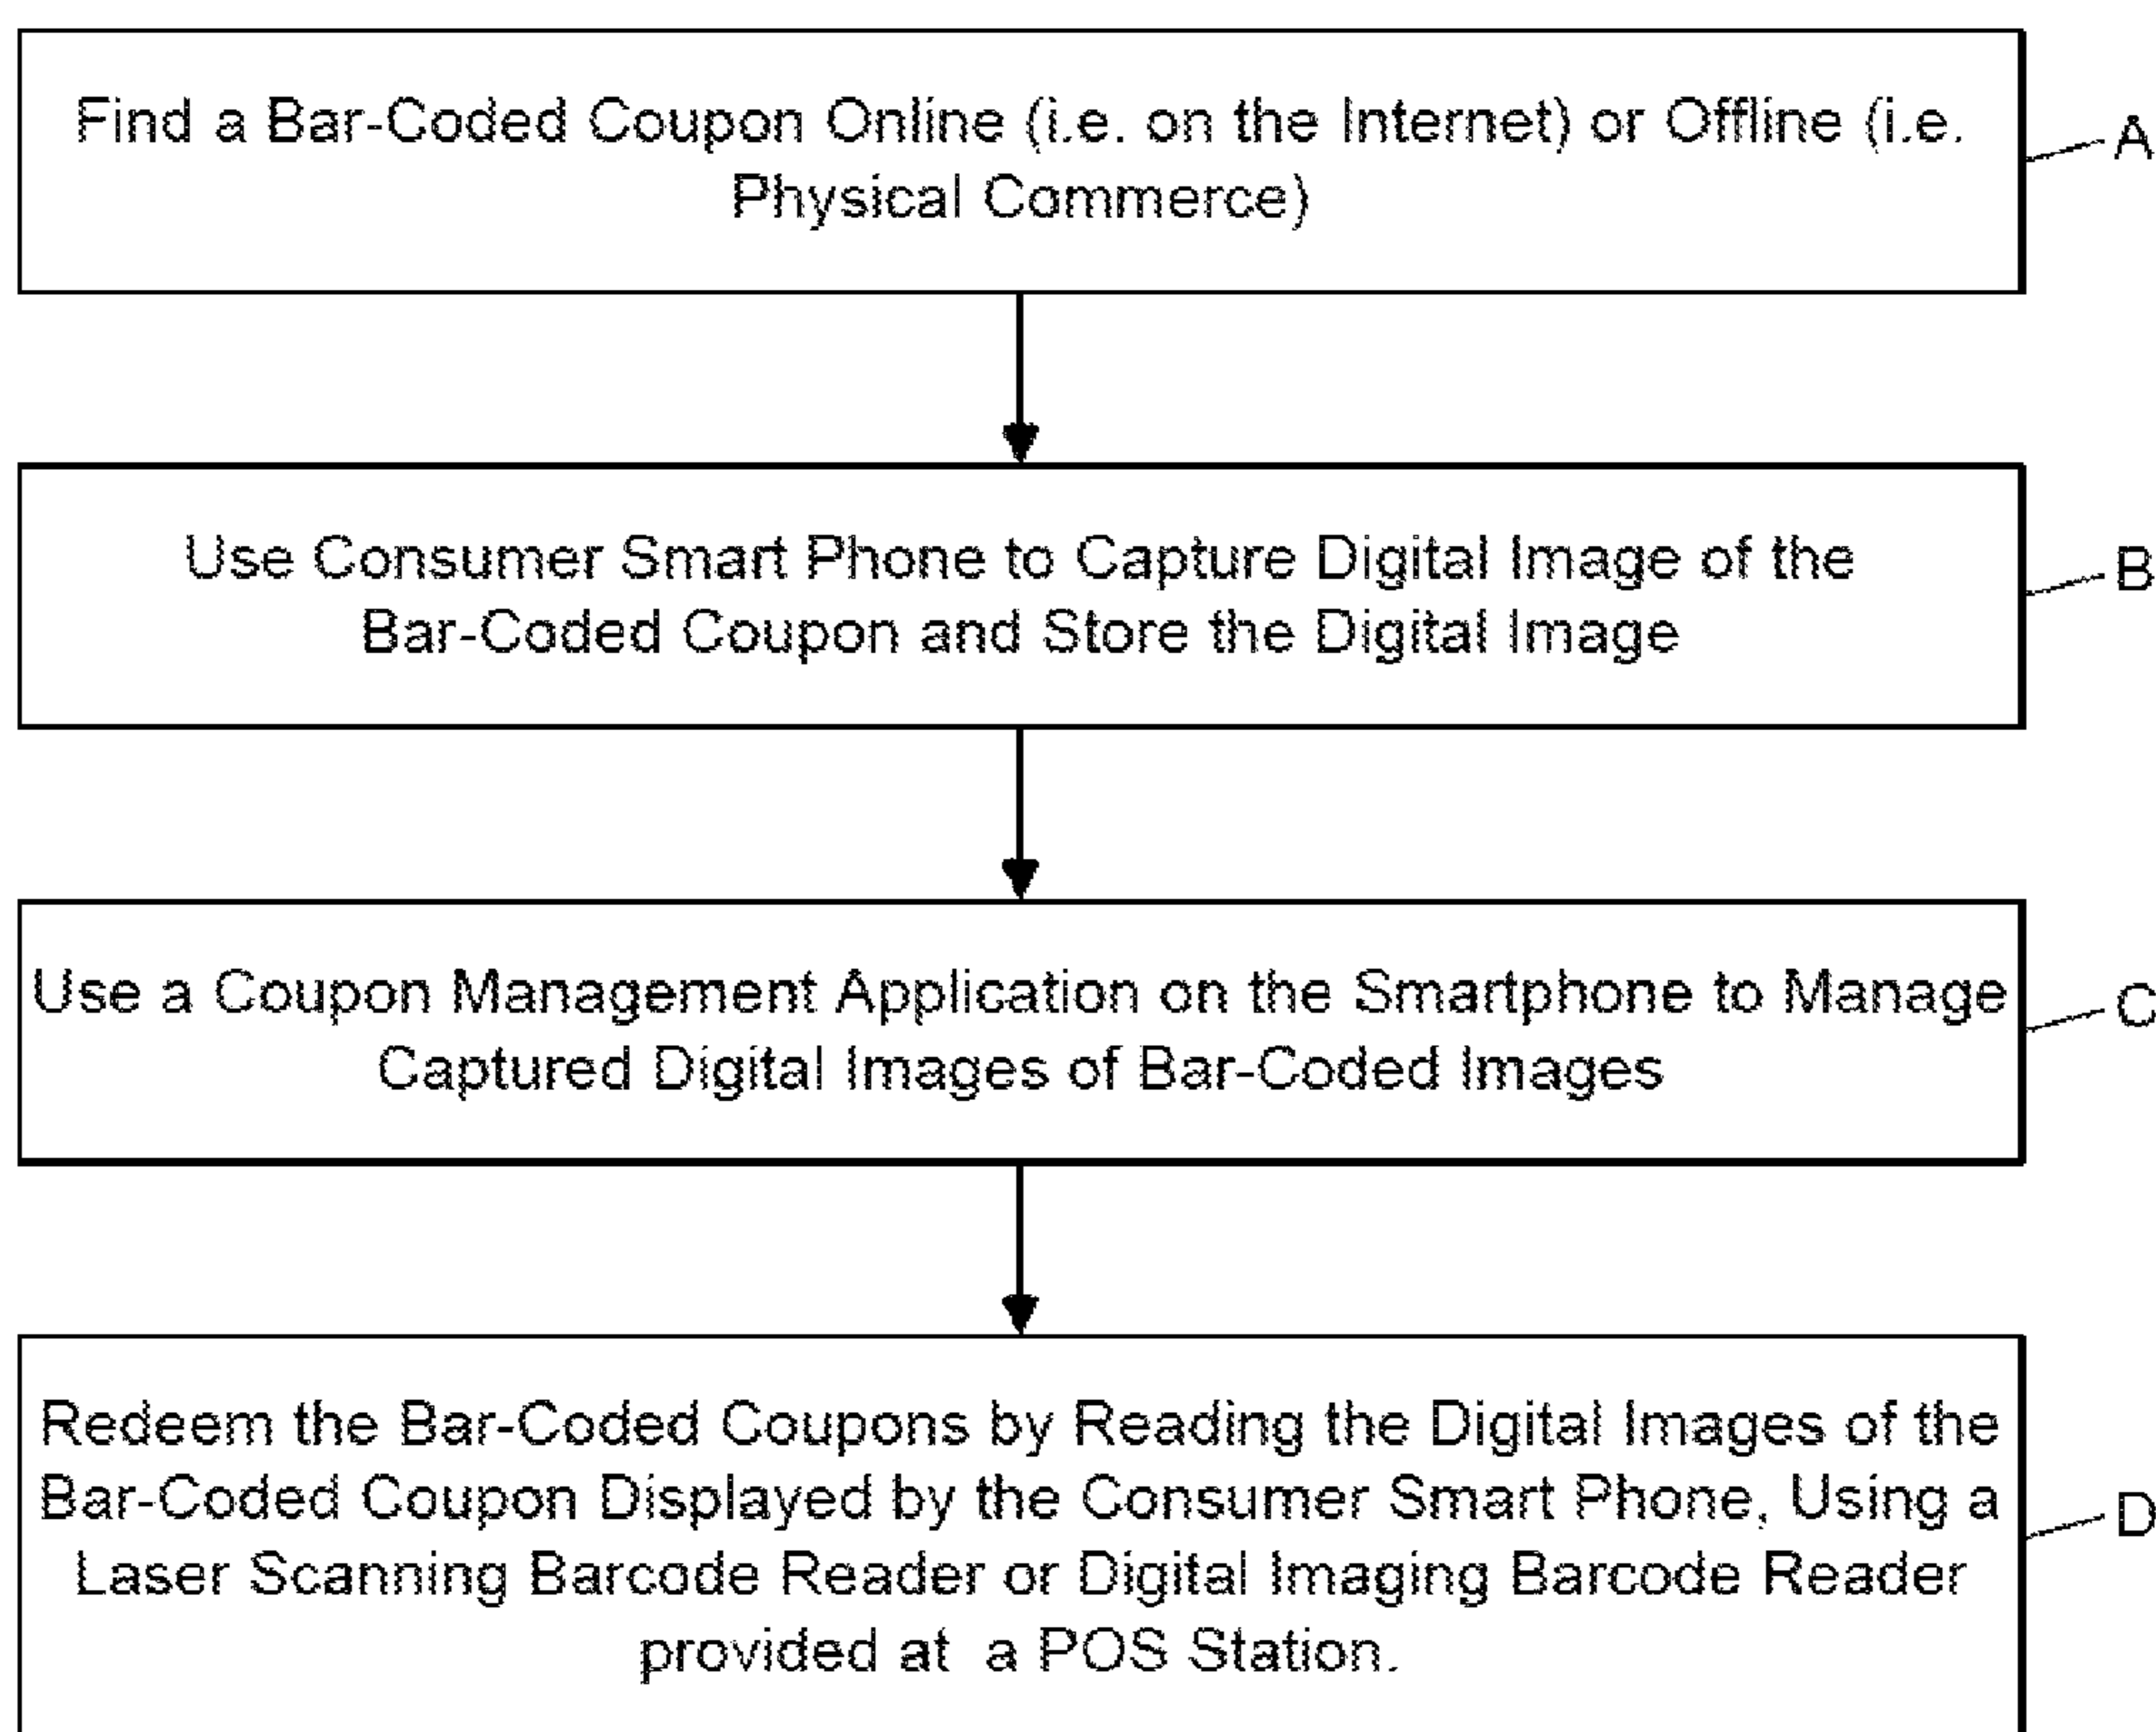 Find a Bar-Coded Coupon Online (i.e. on the Internet) or Offline (i.e.
Physical Commerce)
A
Use Consumer Smart Phone to Capture Digital Image of the
Bar-Coded Coupon and Store the Digital Image
B
Use a Coupon Management Application on the Smartphone to Manage
Captured Digital Images of Bar-Coded Images
C
Redeem the Bar-Coded Coupons by Reading the Digital Images of the
Bar-Coded Coupon Displayed by the Consumer Smart Phone, Using a
Laser Scanning Barcode Reader or Digital Imaging Barcode Reader
provided at a POS Station.
D